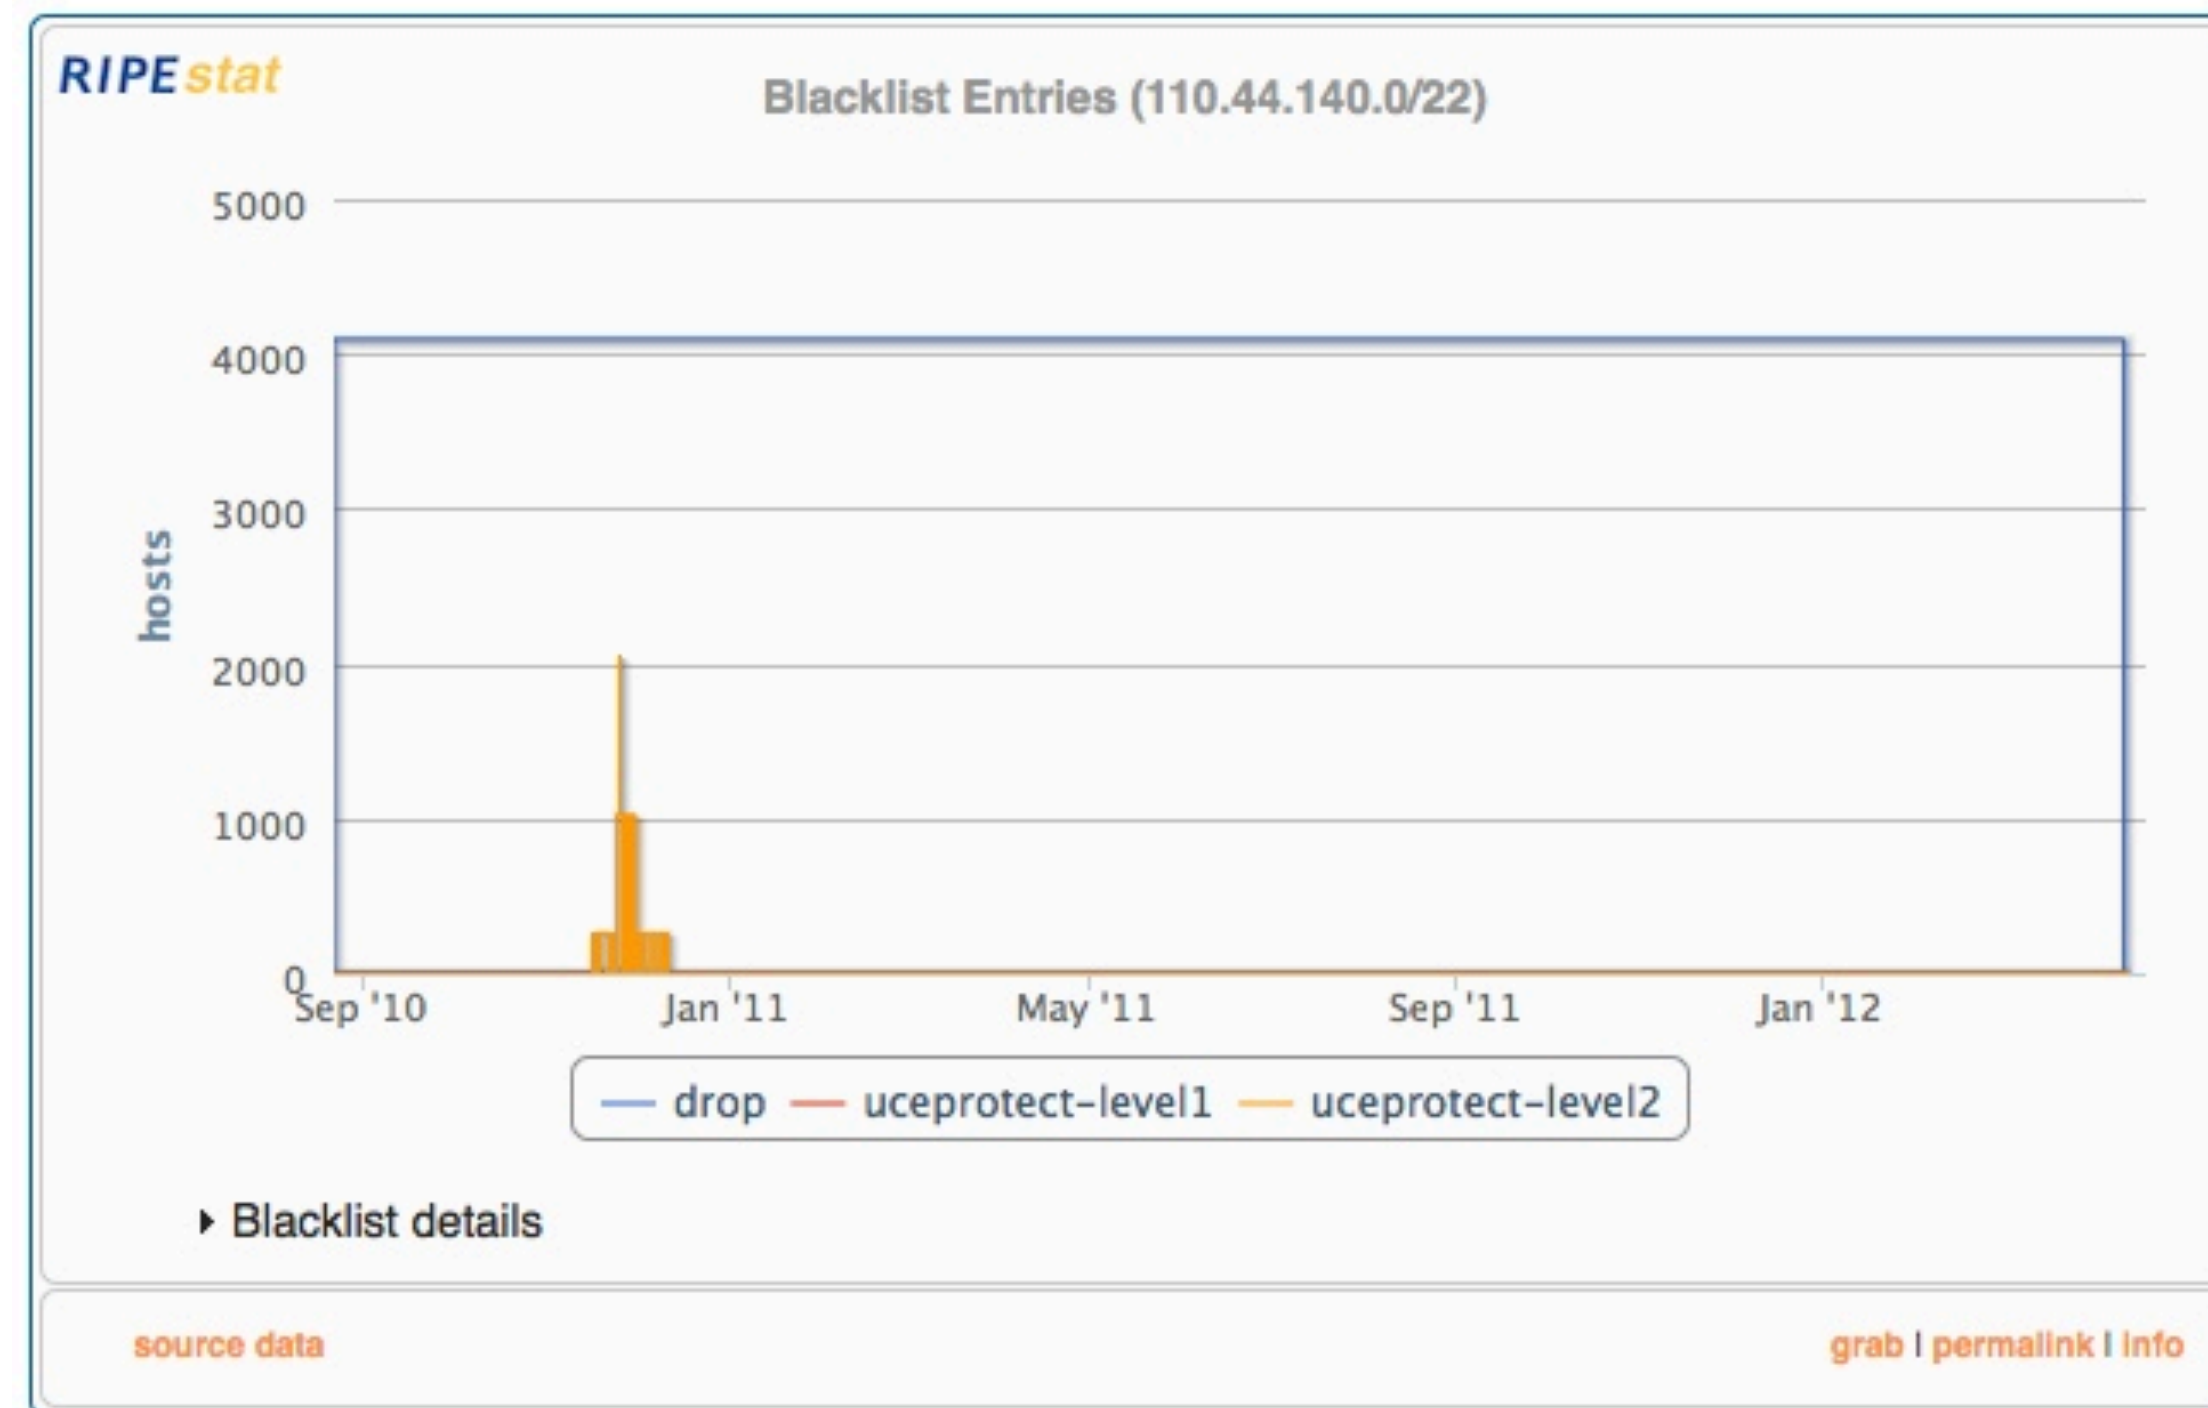 RIPEstat
Blacklist Entries (110.44.140.0/22)
5000
4000
3000
2000
1000
0
hosts
Sep '10 Jan '11 May '11 Sep '11 Jan '12
drop uceprotect-level1 uceprotect-level2
Blacklist details
source data grab | permalink | info